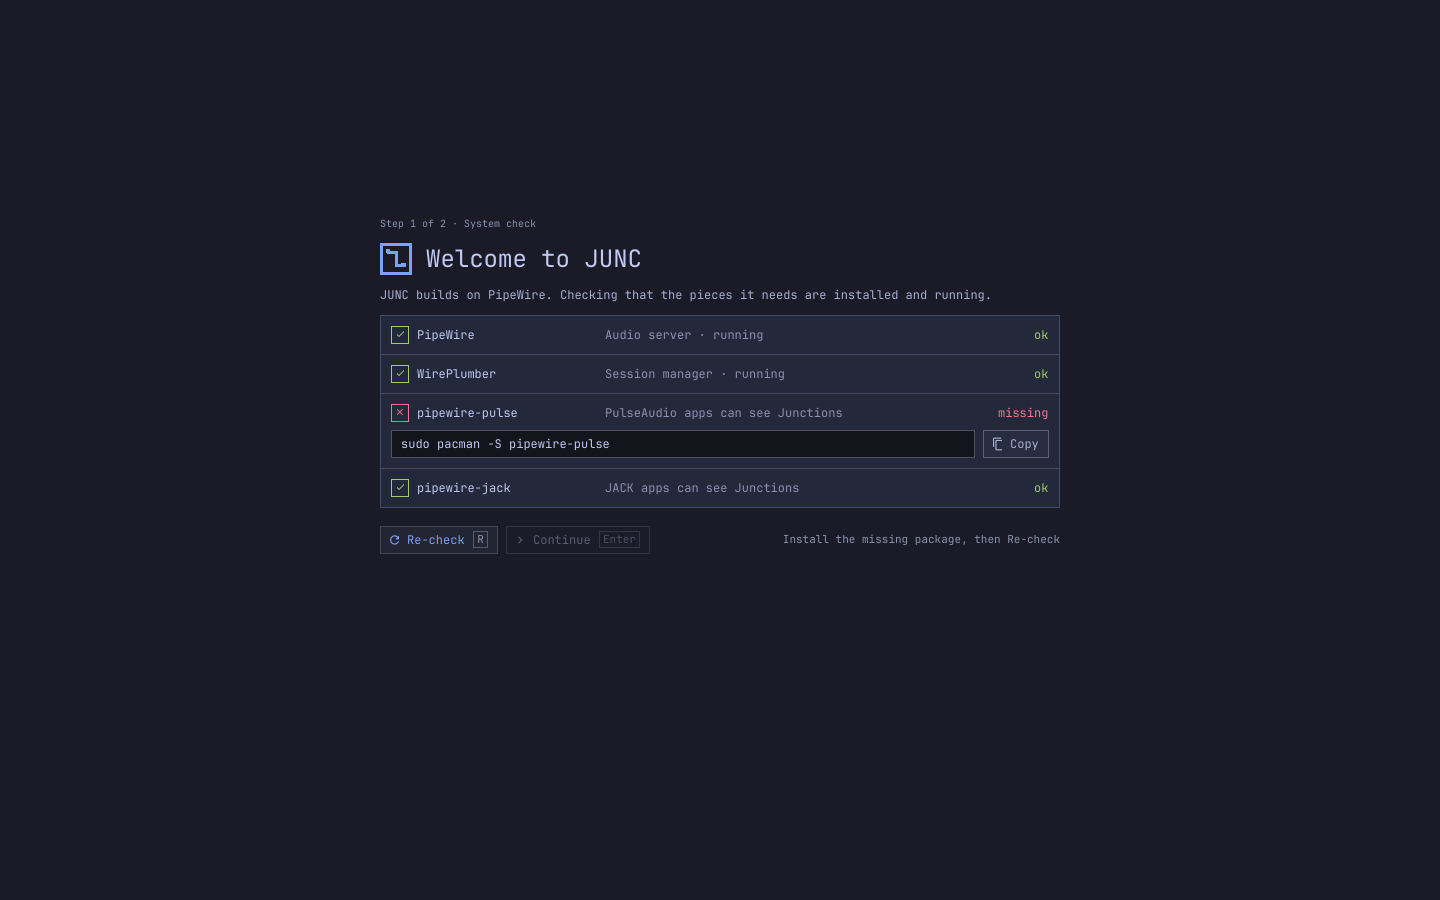 Step 1 of 2 · System check
Welcome to JUNC
JUNC builds on PipeWire. Checking that the pieces it needs are installed and running.
PipeWire Audio server · running ok
WirePlumber Session manager · running ok
pipewire-pulse PulseAudio apps can see Junctions missing
sudo pacman -S pipewire-pulse Copy
pipewire-jack JACK apps can see Junctions ok
Re-check R Continue Enter Install the missing package, then Re-check